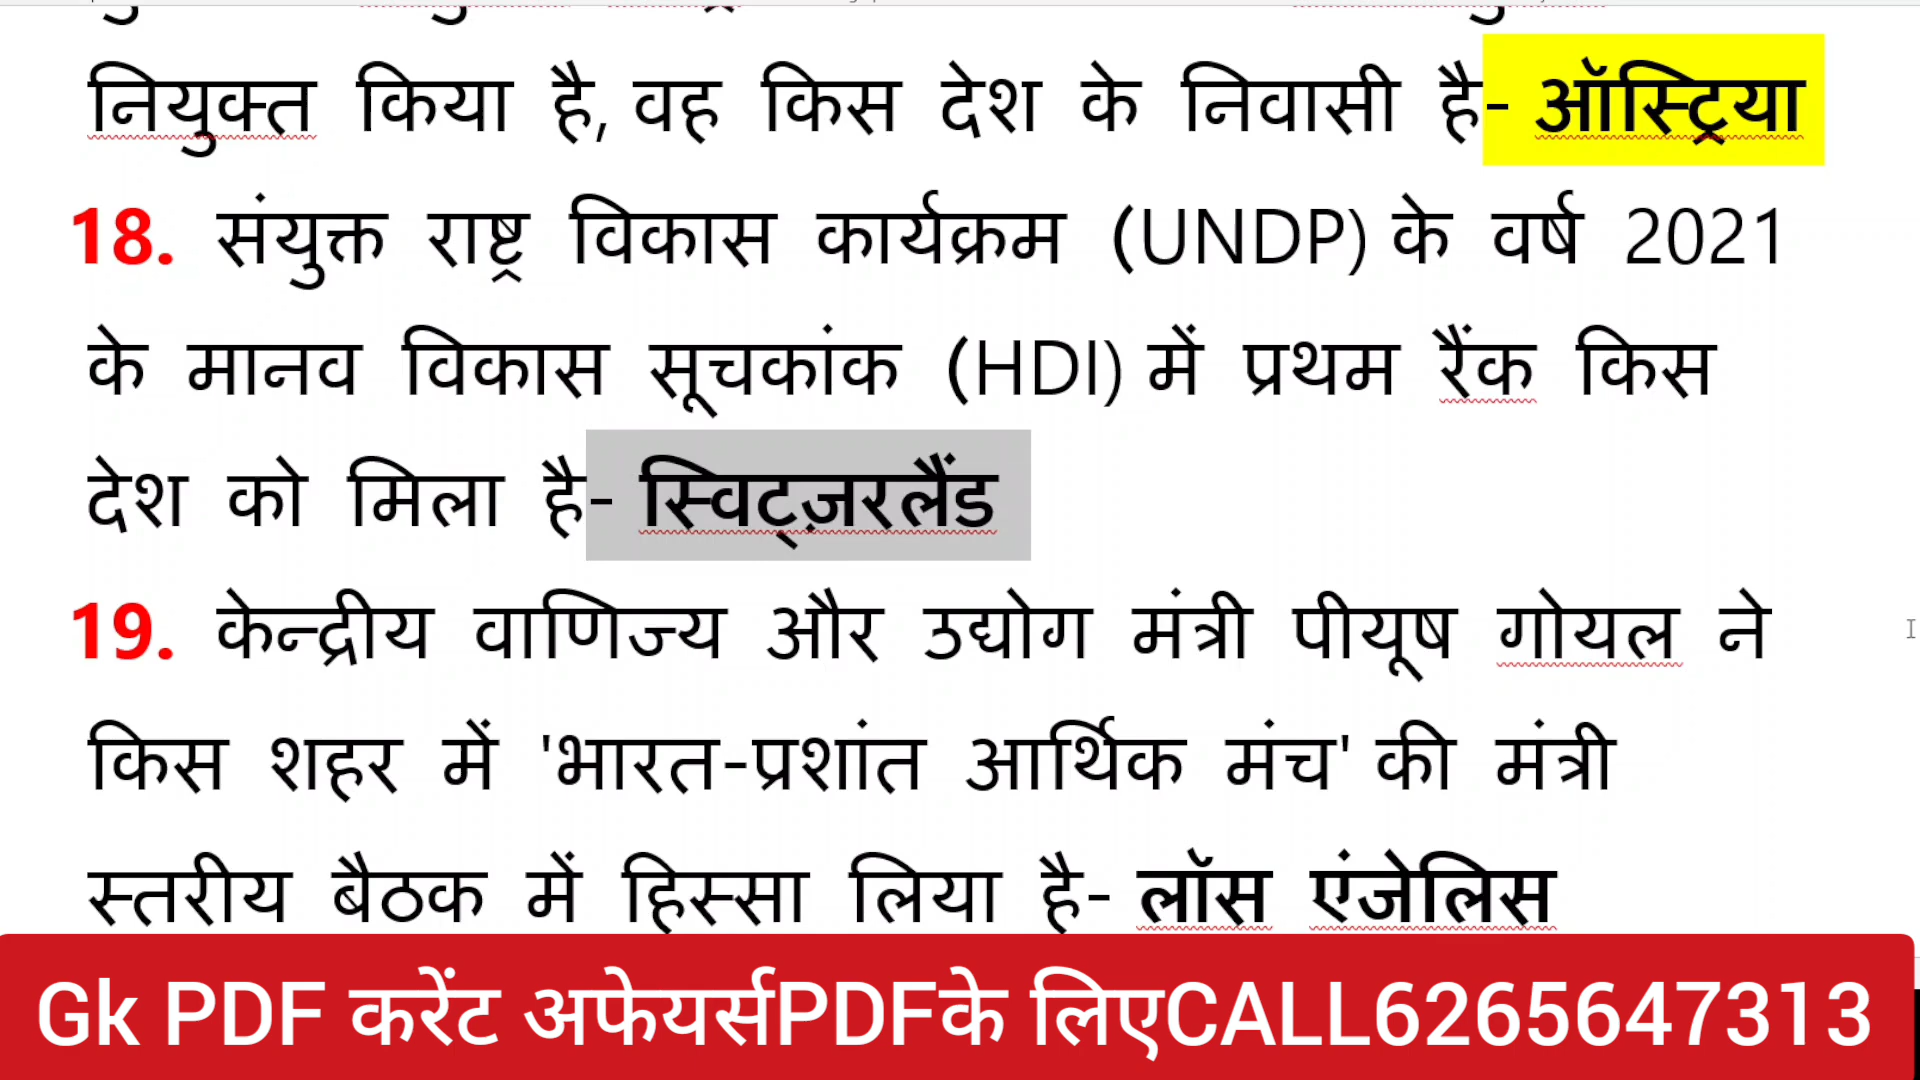 नियुक्त किया है, वह किस देश के निवासी है- ऑस्ट्रिया
18. संयुक्त राष्ट्र विकास कार्यक्रम (UNDP) के वर्ष 2021
के मानव विकास सूचकांक (HDI) में प्रथम रैंक किस
देश को मिला है- स्विट्ज़रलैंड
19. केन्द्रीय वाणिज्य और उद्योग मंत्री पीयूष गोयल ने
किस शहर में 'भारत-प्रशांत आर्थिक मंच' की मंत्री
स्तरीय बैठक में हिस्सा लिया है- लॉस एंजेलिस
Gk PDF करेंट अफेयर्सPDFके लिएCALL6265647313